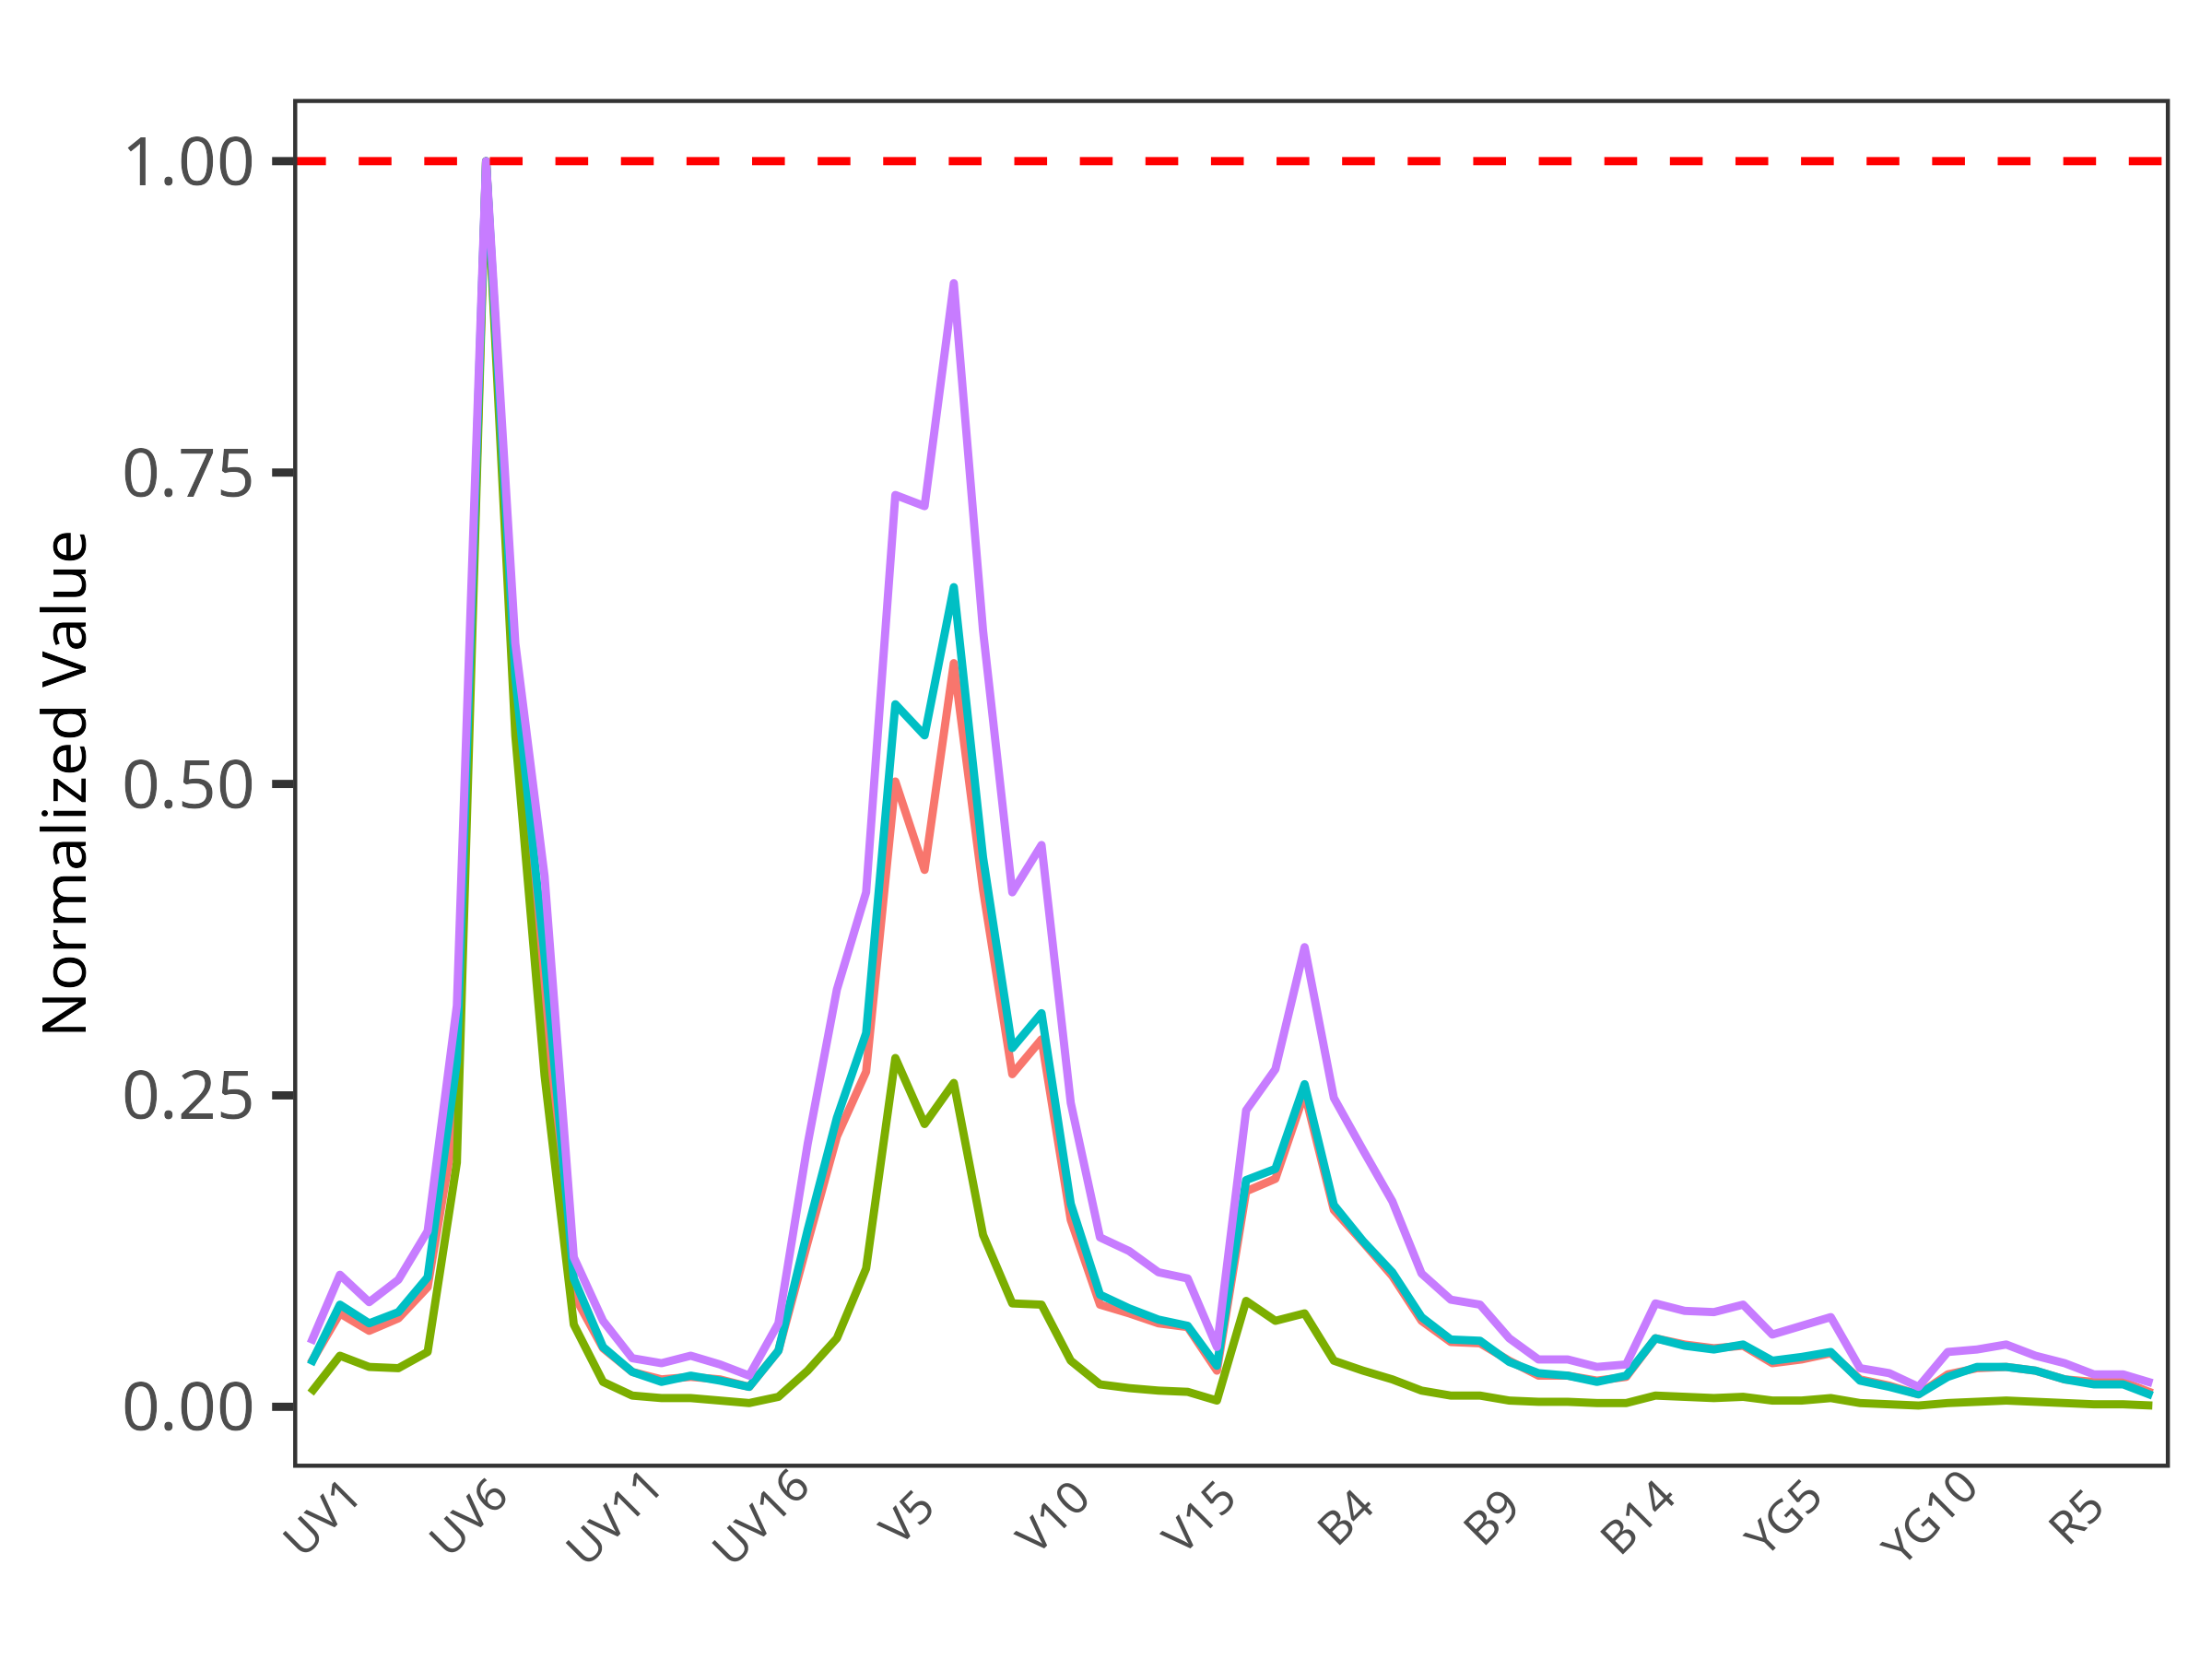 1.00
0.75
0.50
0.25
0.00
Normalized Value
UV1
UV6
UV11
UV16
V5
V10
V15
B4
B9
B14
YG5
YG10
R5